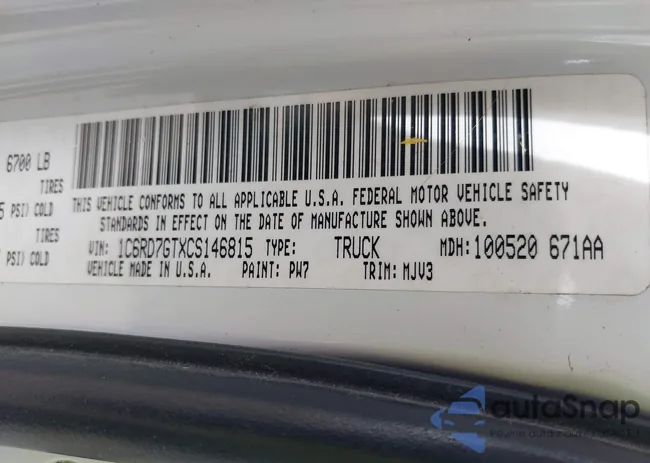 6700 LB
TIRES
5 PSI) COLD
TIRES
PSI) COLD
THIS VEHICLE CONFORMS TO ALL APPLICABLE U.S.A. FEDERAL MOTOR VEHICLE SAFETY
STANDARDS IN EFFECT ON THE DATE OF MANUFACTURE SHOWN ABOVE.
VIN: 1C6RD7GTXCS146815 TYPE: TRUCK MDH: 100520 671AA
VEHICLE MADE IN U.S.A. PAINT: PW7 TRIM: MJV3
autoSnap